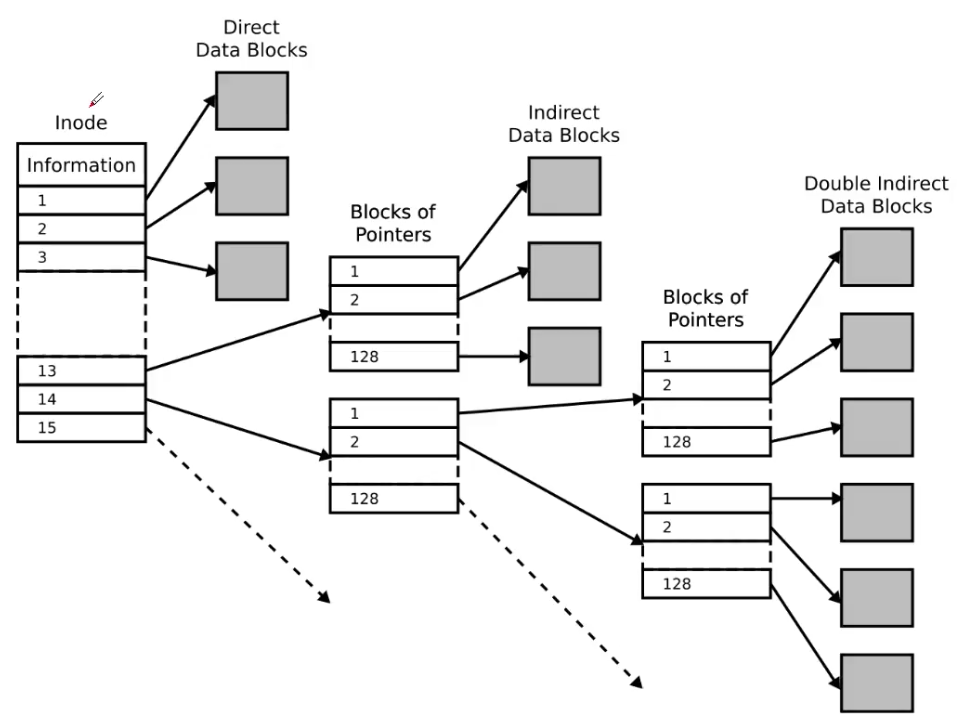 Direct
Data Blocks
Inode
Information
1
2
3
13
14
15
Blocks of
Pointers
1
2
128
1
2
128
Indirect
Data Blocks
Blocks of
Pointers
1
2
128
1
2
128
Double Indirect
Data Blocks